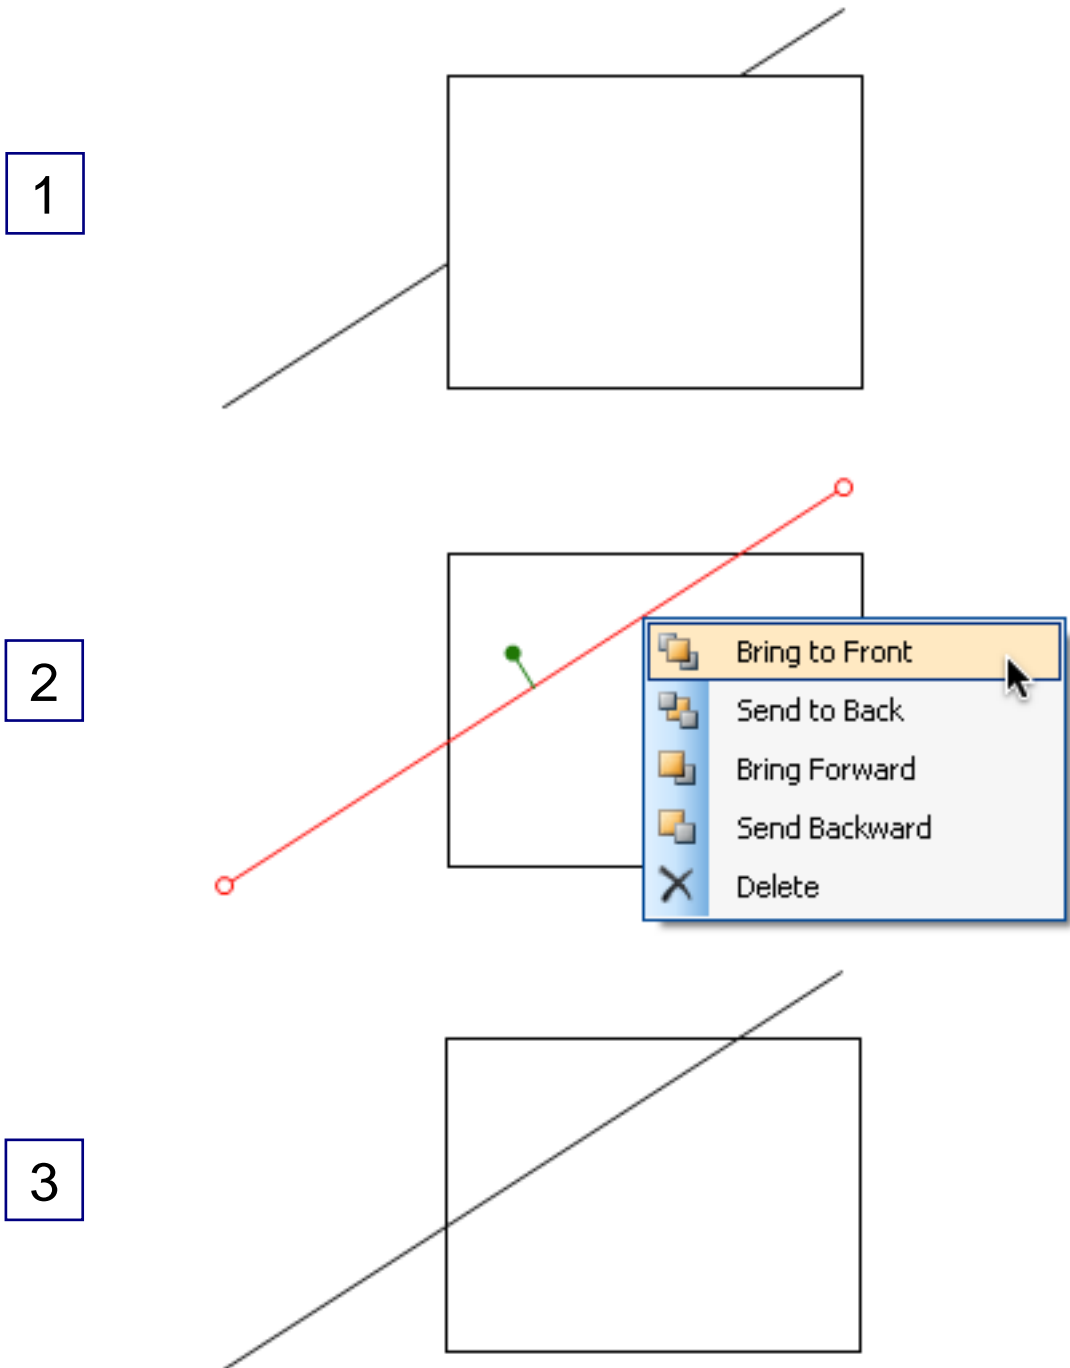 1
2
Bring to Front
Send to Back
Bring Forward
Send Backward
Delete
3